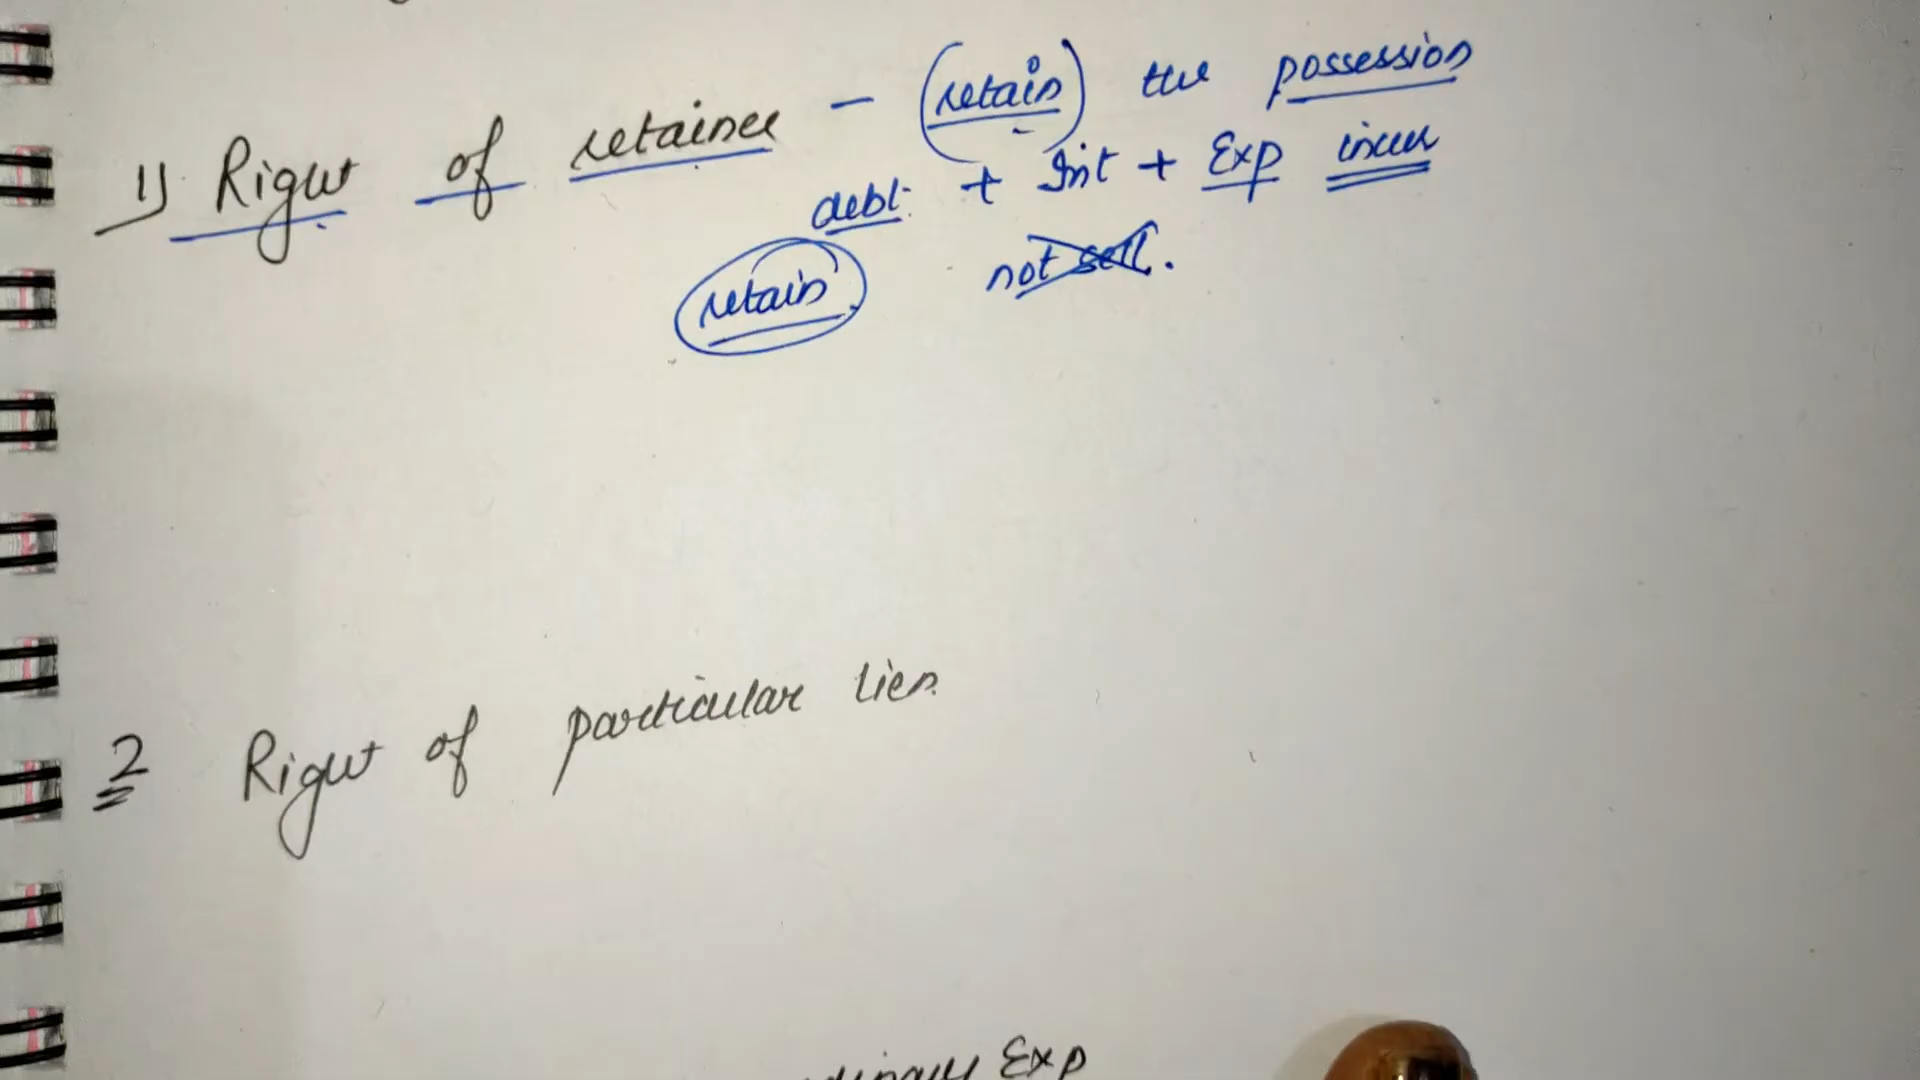 1) Right of retainer - (retain) the possession
debt + Int + Exp incur
retain not sell.
2 Right of particular lien
Exp